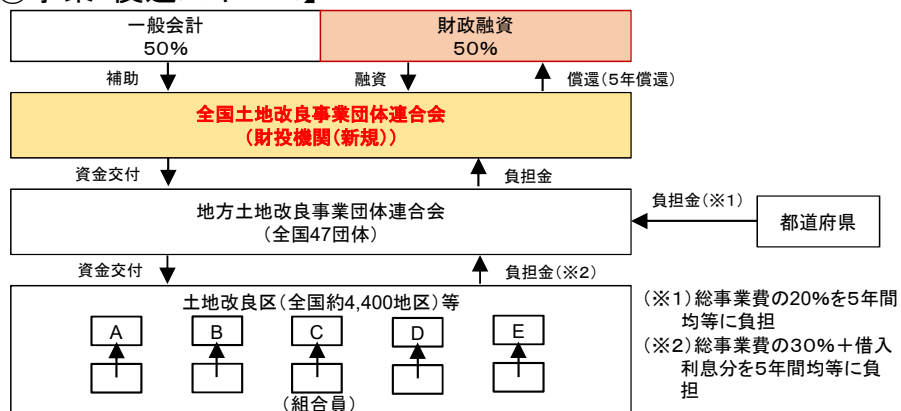 一般会計
50%
財政融資
50%
補助
融資
償還(5年償還)
全国土地改良事業団体連合会
(財投機関(新規))
資金交付
負担金
地方土地改良事業団体連合会
(全国47団体)
負担金(※1)
都道府県
資金交付
負担金(※2)
土地改良区(全国約4,400地区)等
A
B
C
D
E
(組合員)
(※1)総事業費の20%を5年間
均等に負担
(※2)総事業費の30%+借入
利息分を5年間均等に負
担